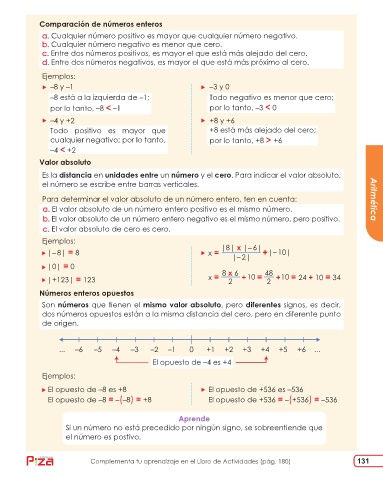 Comparación de números enteros
a. Cualquier número positivo es mayor que cualquier número negativo.
b. Cualquier número negativo es menor que cero.
c. Entre dos números positivos, es mayor el que está más alejado del cero.
d. Entre dos números negativos, es mayor el que está más próximo al cero.
Ejemplos:
–8 y –1
–8 está a la izquierda de –1;
por lo tanto, –8 < –1
–4 y +2
Todo positivo es mayor que
cualquier negativo; por lo tanto,
–4 < +2
–3 y 0
Todo negativo es menor que cero;
por lo tanto, –3 < 0
+8 y +6
+8 está más alejado del cero;
por lo tanto, +8 > +6
Valor absoluto
Es la distancia en unidades entre un número y el cero. Para indicar el valor absoluto,
el número se escribe entre barras verticales.
Para determinar el valor absoluto de un número entero, ten en cuenta:
a. El valor absoluto de un número entero positivo es el mismo número.
b. El valor absoluto de un número entero negativo es el mismo número, pero positivo.
c. El valor absoluto de cero es cero.
Ejemplos:
|–8| = 8
|0| = 0
|+123| = 123
x = |8| x |–6| / |–2| + |–10|
x = 8 x 6 / 2 + 10 = 48 / 2 + 10 = 24 + 10 = 34
Números enteros opuestos
Son números que tienen el mismo valor absoluto, pero diferentes signos, es decir,
dos números opuestos están a la misma distancia del cero, pero en diferente punto
de origen.
... –6 –5 –4 –3 –2 –1 0 +1 +2 +3 +4 +5 +6 ...
El opuesto de –4 es +4
Ejemplos:
El opuesto de –8 es +8
El opuesto de –8 = –(–8) = +8
El opuesto de +536 es –536
El opuesto de +536 = –(+536) = –536
Aprende
Si un número no está precedido por ningún signo, se sobreentiende que
el número es postivo.
Aritmética
Piza
Complementa tu aprendizaje en el Libro de Actividades (pág. 180)
131